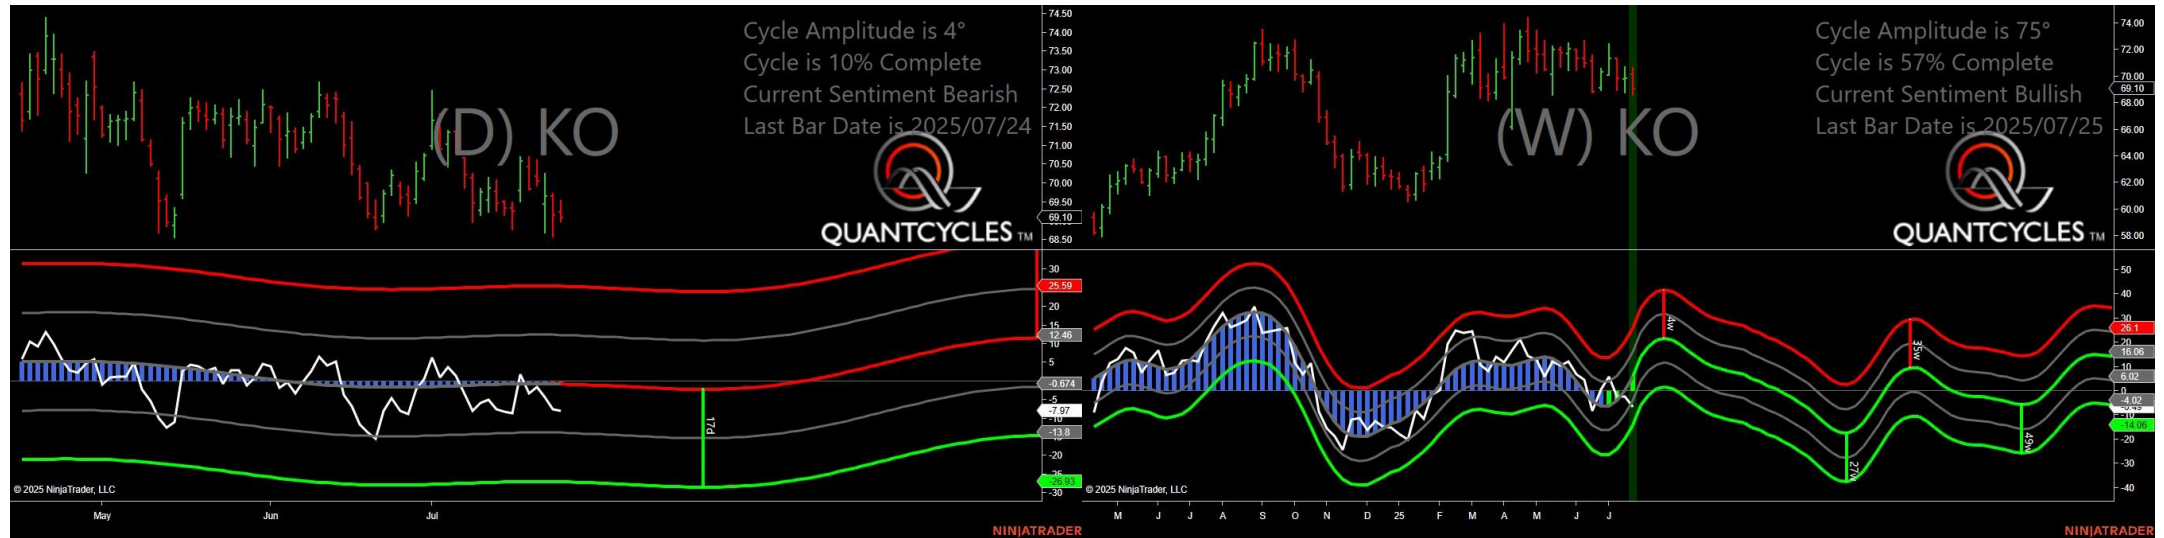 Cycle Amplitude is 4°
Cycle is 10% Complete
Current Sentiment Bearish
Last Bar Date is 2025/07/24
(D) KO
QUANTCYCLES TM
74.50
74.00
73.50
73.00
72.50
72.00
71.50
71.00
70.50
70.00
69.50
69.10
68.50
30
25.59
20
15
12.46
10
5
-0.674
-5
-7.97
-10
-13.8
-20
-26.93
-30
17d
© 2025 NinjaTrader, LLC
May Jun Jul
NINJATRADER
Cycle Amplitude is 75°
Cycle is 57% Complete
Current Sentiment Bullish
Last Bar Date is 2025/07/25
(W) KO
QUANTCYCLES TM
74.00
72.00
70.00
69.10
68.00
66.00
64.00
62.00
60.00
58.00
50
40
30
26.1
20
16.06
10
6.02
0
-4.02
-14.06
-20
-30
-40
4w
35w
27w
49w
© 2025 NinjaTrader, LLC
M J J A S O N D 25 F M A M J J
NINJATRADER